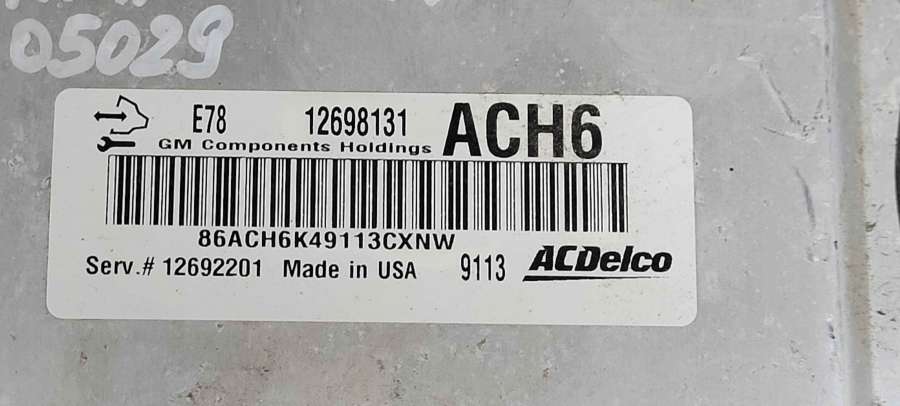 05029
E78 12698131 ACH6
GM Components Holdings
86ACH6K49113CXNW
Serv.# 12692201 Made in USA 9113 ACDelco